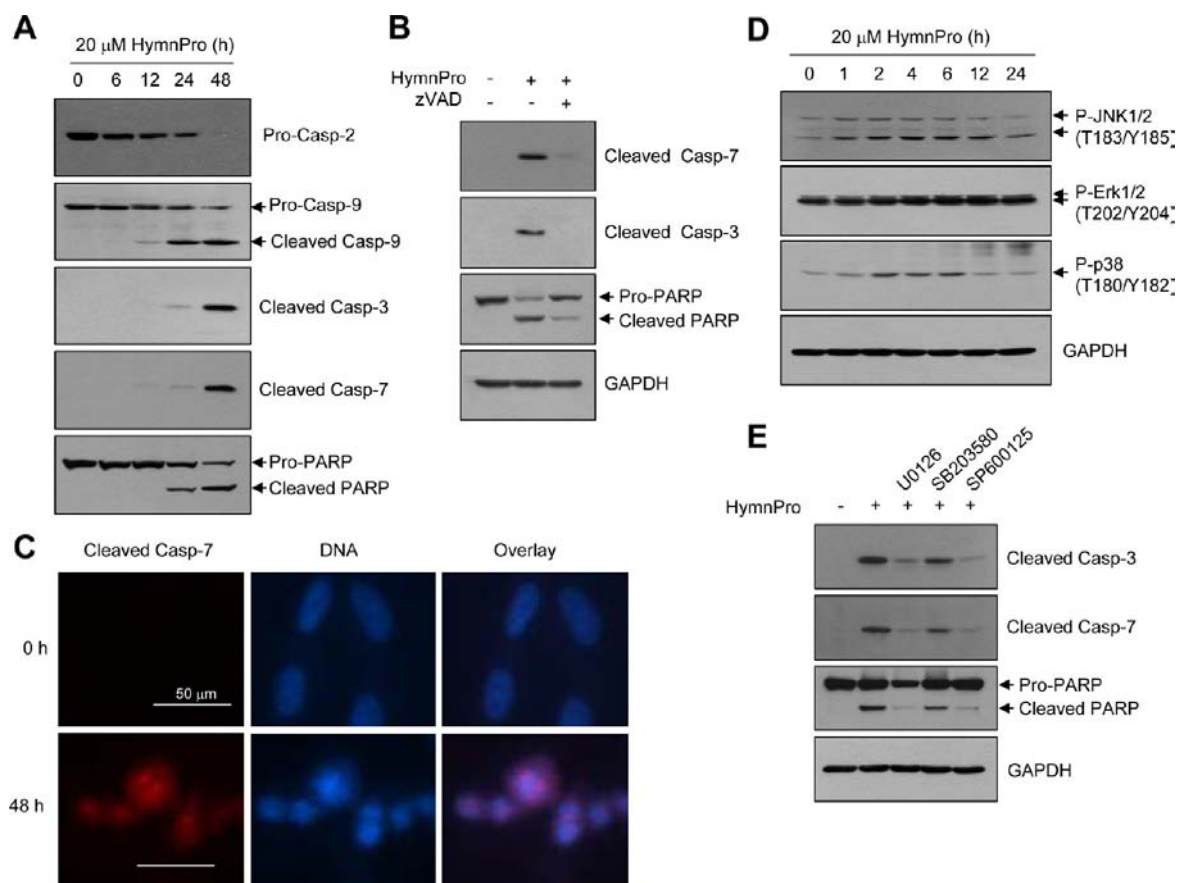 A
20 μM HymnPro (h)
0 6 12 24 48
Pro-Casp-2
Pro-Casp-9
Cleaved Casp-9
Cleaved Casp-3
Cleaved Casp-7
Pro-PARP
Cleaved PARP
B
HymnPro - + +
zVAD - - +
Cleaved Casp-7
Cleaved Casp-3
Pro-PARP
Cleaved PARP
GAPDH
C
Cleaved Casp-7 DNA Overlay
0 h
50 μm
48 h
D
20 μM HymnPro (h)
0 1 2 4 6 12 24
P-JNK1/2
(T183/Y185)
P-Erk1/2
(T202/Y204)
P-p38
(T180/Y182)
GAPDH
E
U0126
SB203580
SP600125
HymnPro - + + + +
Cleaved Casp-3
Cleaved Casp-7
Pro-PARP
Cleaved PARP
GAPDH